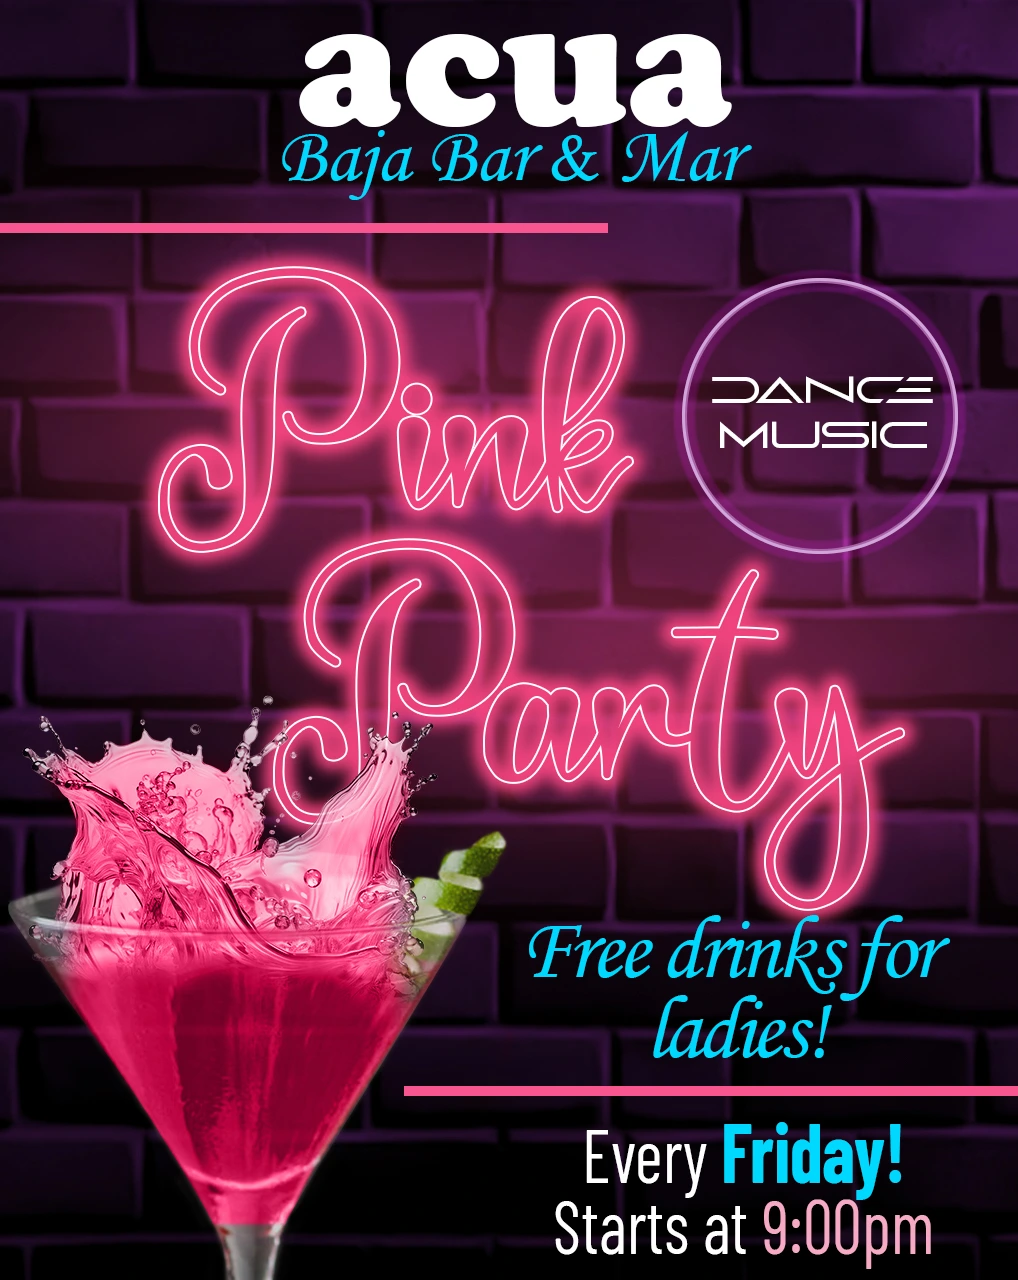 acua
Baja Bar & Mar
Pink
DANCE
MUSIC
Party
Free drinks for
ladies!
Every Friday!
Starts at 9:00pm